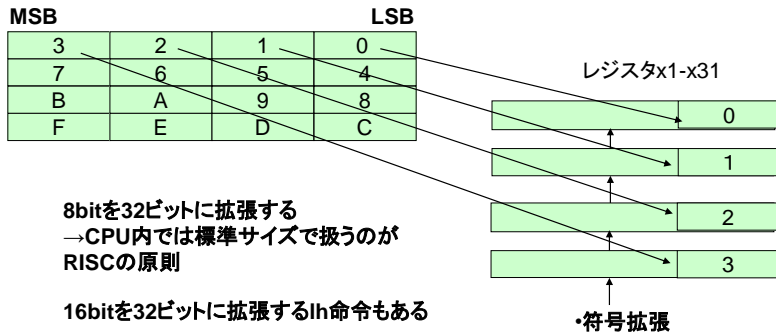 MSB LSB
3 2 1 0
7 6 5 4
B A 9 8
F E D C
レジスタx1-x31
0
1
2
3
8bitを32ビットに拡張する
→CPU内では標準サイズで扱うのが
RISCの原則
16bitを32ビットに拡張するlh命令もある
・符号拡張